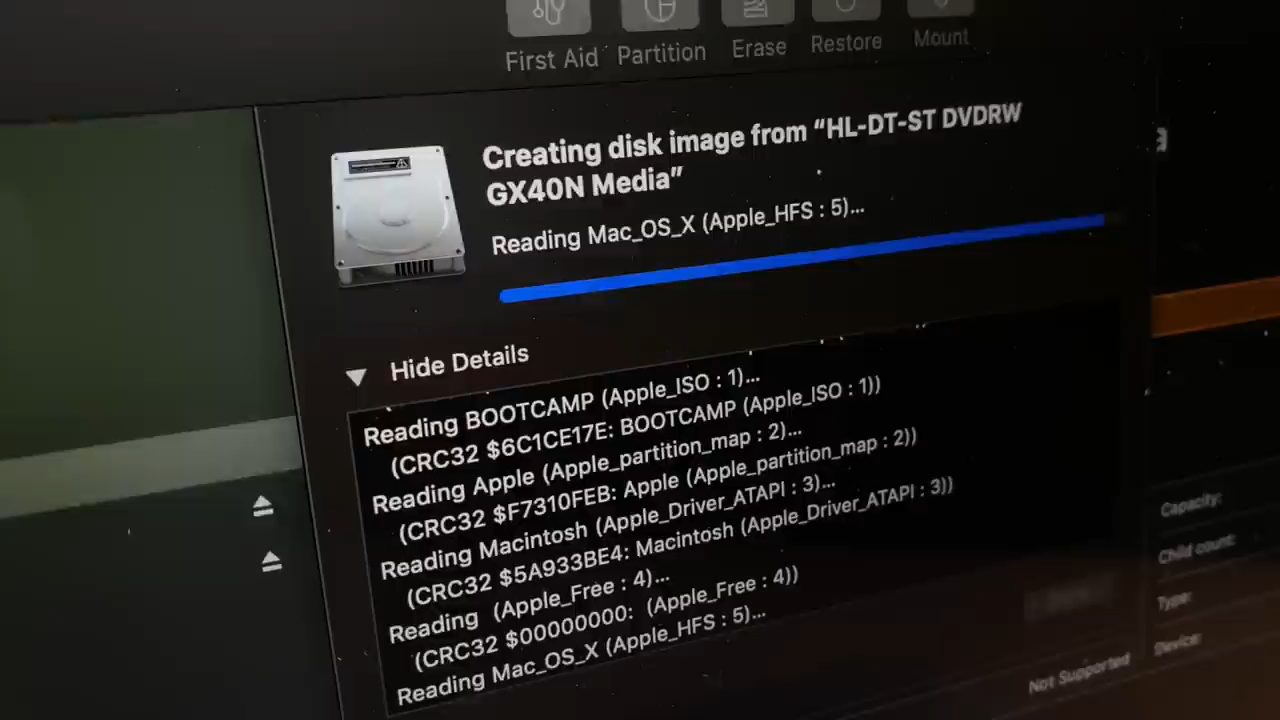 First Aid Partition Erase Restore Mount
Creating disk image from “HL-DT-ST DVDRW
GX40N Media”
Reading Mac_OS_X (Apple_HFS : 5)...
Hide Details
Reading BOOTCAMP (Apple_ISO : 1)...
(CRC32 $6C1CE17E: BOOTCAMP (Apple_ISO : 1))
Reading Apple (Apple_partition_map : 2)...
(CRC32 $F7310FEB: Apple (Apple_partition_map : 2))
Reading Macintosh (Apple_Driver_ATAPI : 3)...
(CRC32 $5A933BE4: Macintosh (Apple_Driver_ATAPI : 3))
Reading  (Apple_Free : 4)...
(CRC32 $00000000:  (Apple_Free : 4))
Reading Mac_OS_X (Apple_HFS : 5)...
Capacity:
Child count:
Type:
Device:
Not Supported